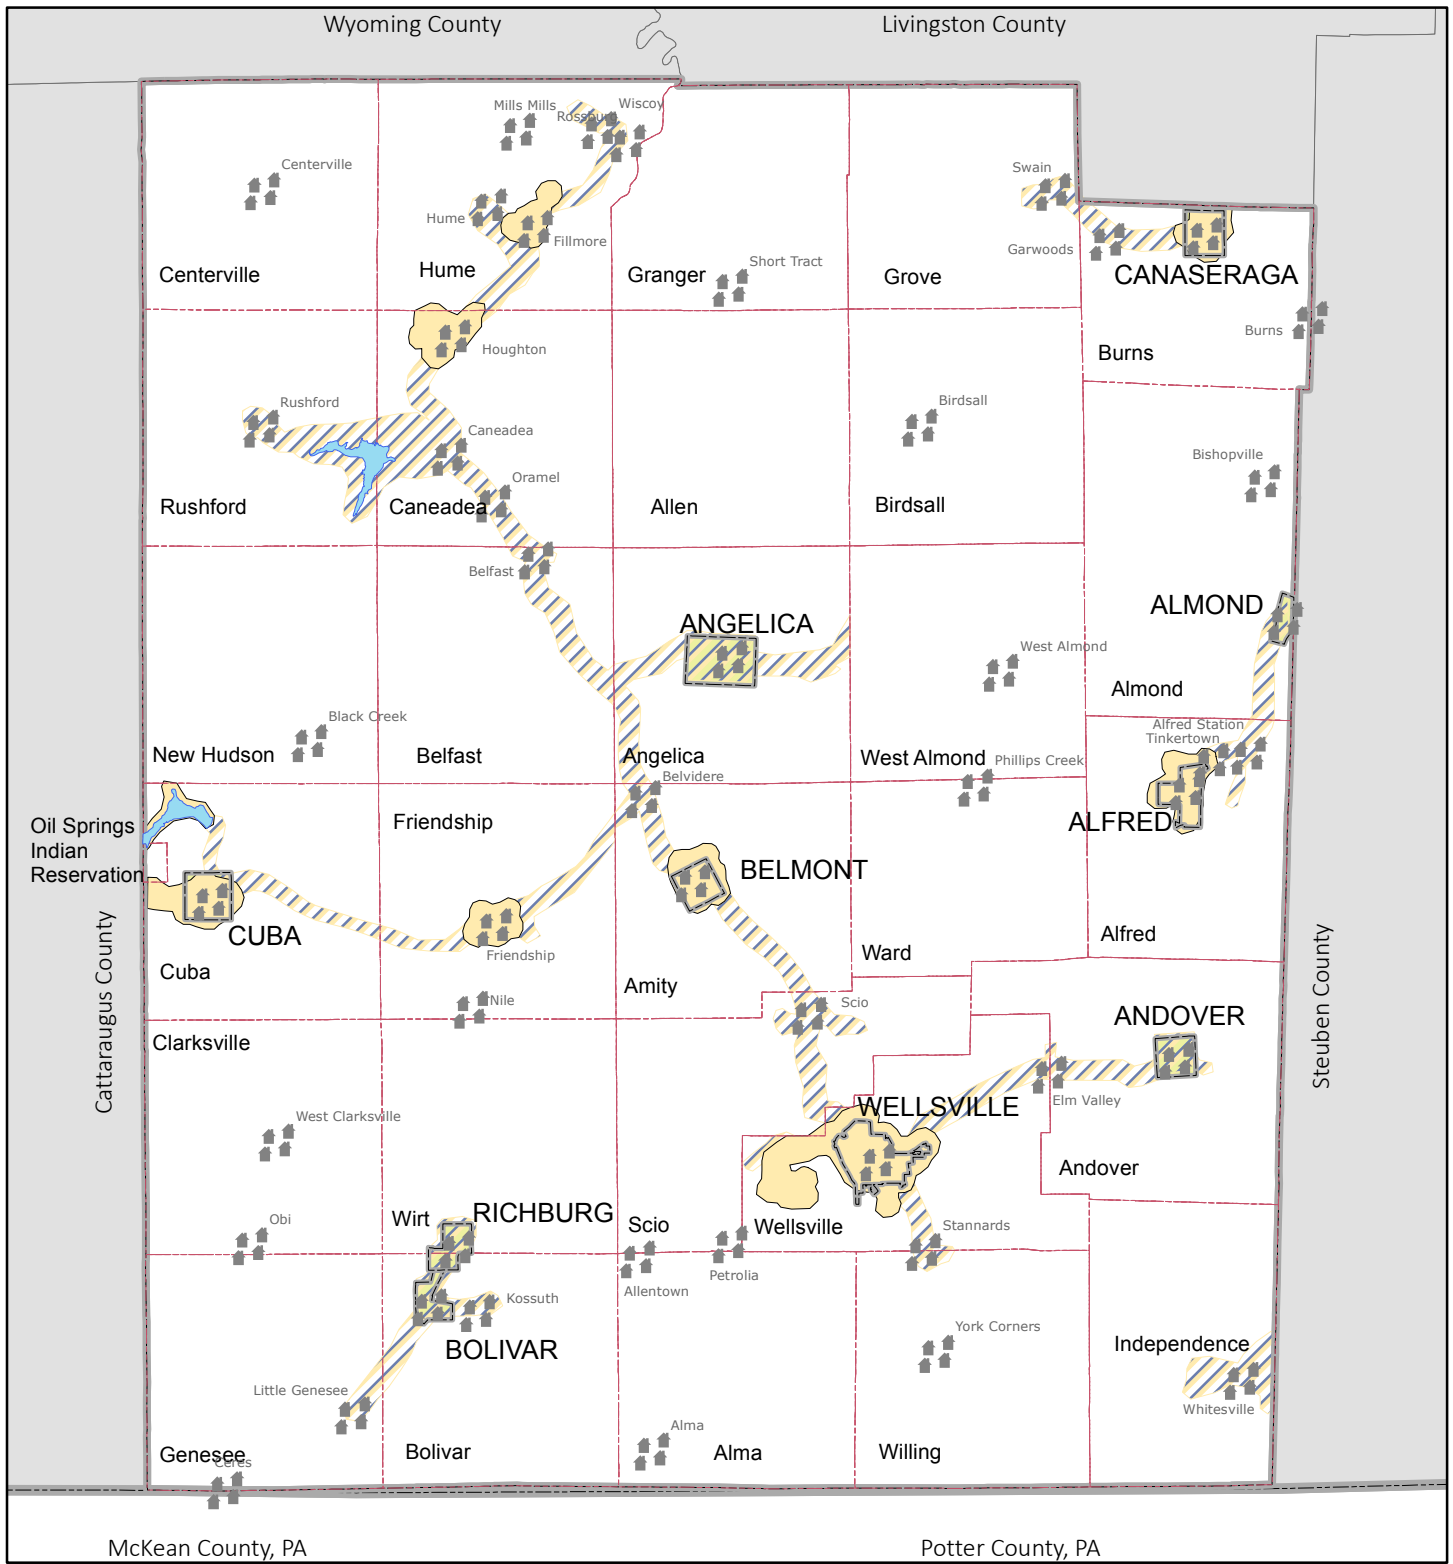 Wyoming County
Livingston County
Mills Mills
Wiscoy
Rossburg
Centerville
Swain
Hume
Fillmore
Garwoods
Short Tract
Centerville
Hume
Granger
Grove
CANASERAGA
Burns
Houghton
Burns
Rushford
Birdsall
Caneadea
Bishopville
Oramel
Rushford
Caneadea
Allen
Birdsall
Belfast
ALMOND
ANGELICA
West Almond
Almond
Black Creek
Alfred Station
Tinkertown
New Hudson
Belfast
Angelica
West Almond
Phillips Creek
Belvidere
Oil Springs
Indian
Reservation
Friendship
ALFRED
BELMONT
CUBA
Friendship
Ward
Alfred
Cuba
Amity
Nile
Scio
ANDOVER
Cattaraugus County
Steuben County
Clarksville
WELLSVILLE
Elm Valley
West Clarksville
Andover
Obi
Wirt
RICHBURG
Scio
Wellsville
Stannards
Petrolia
Allentown
Kossuth
York Corners
BOLIVAR
Independence
Little Genesee
Whitesville
Alma
Genesee
Ceres
Bolivar
Alma
Willing
McKean County, PA
Potter County, PA